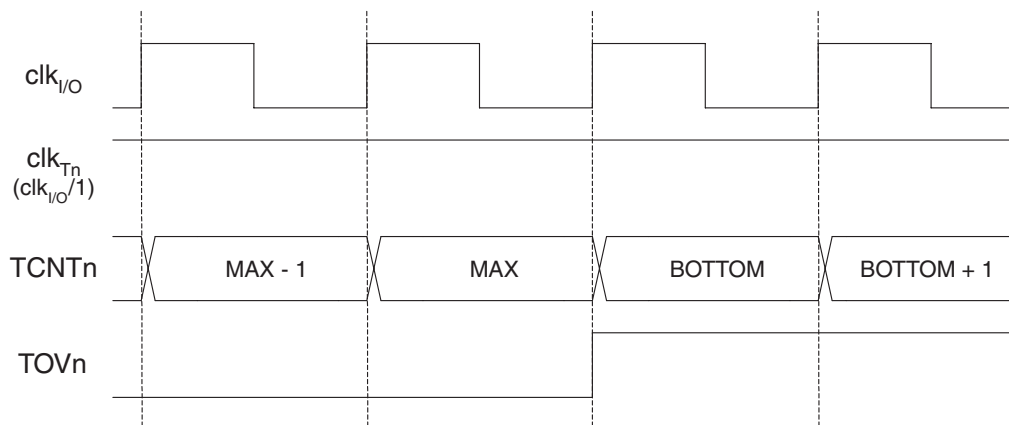 clkI/O
clkTn
(clkI/O/1)
TCNTn MAX - 1 MAX BOTTOM BOTTOM + 1
TOVn